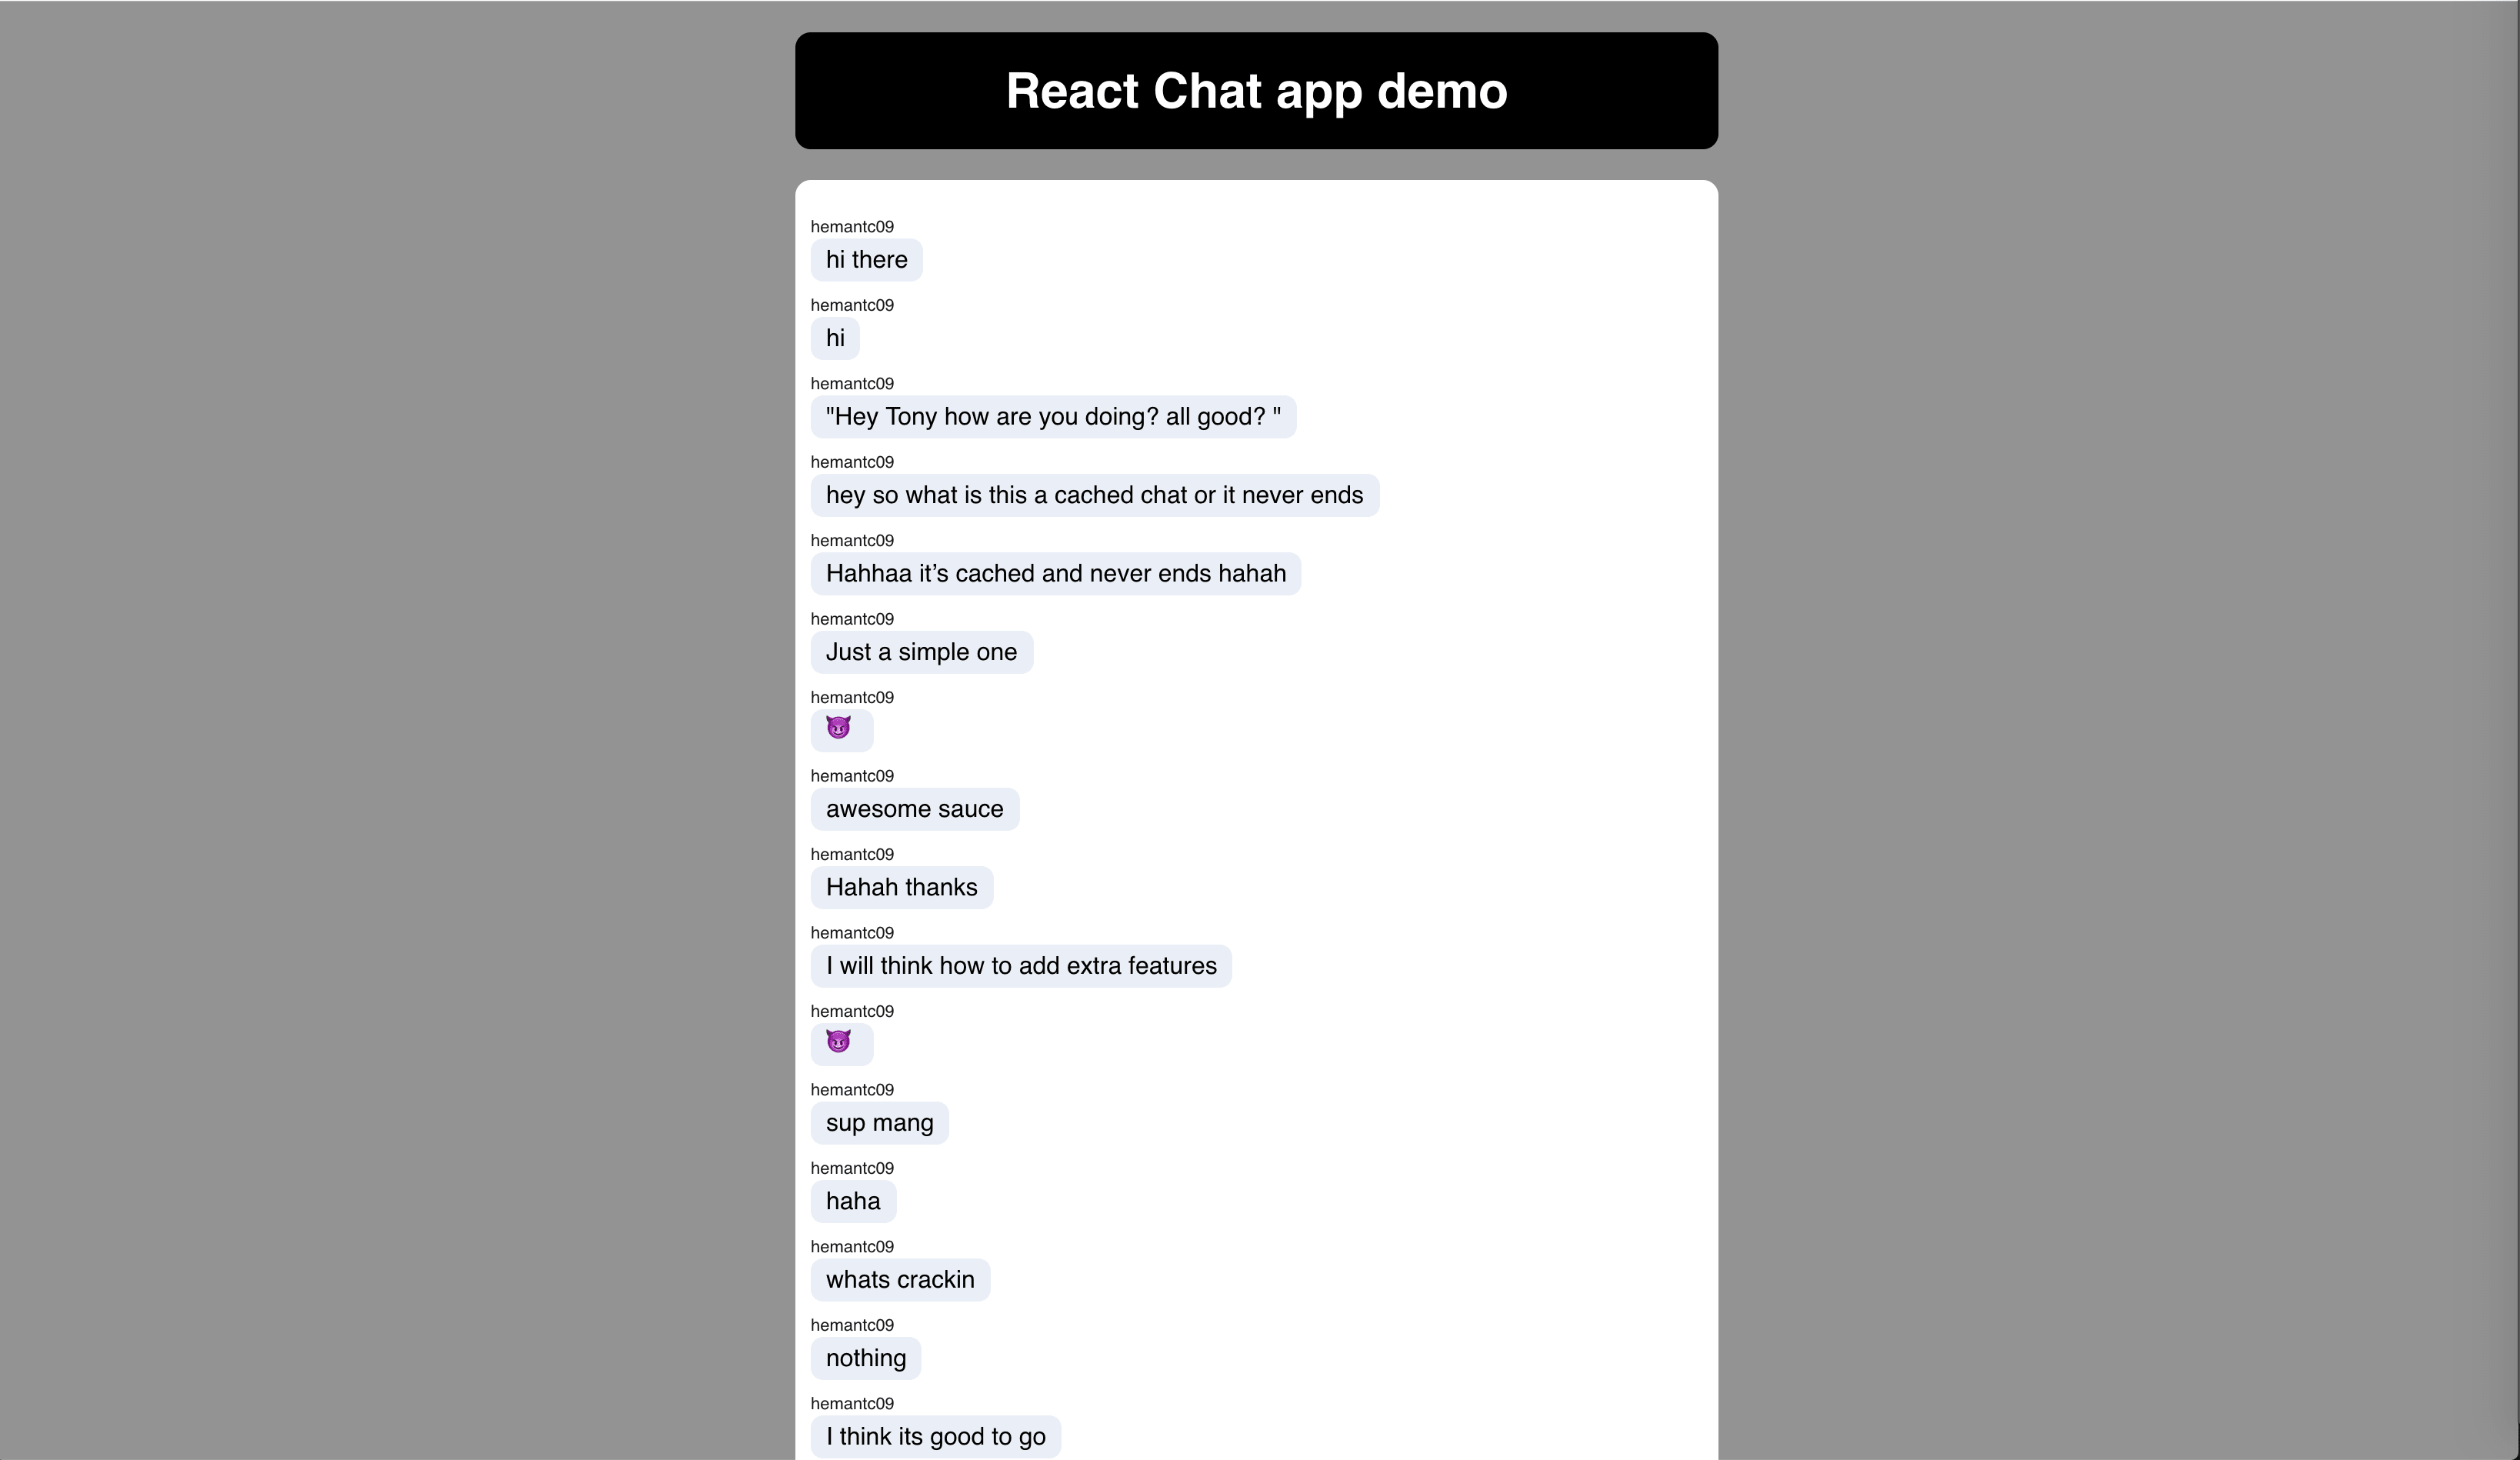 React Chat app demo
hemantc09
hi there
hemantc09
hi
hemantc09
"Hey Tony how are you doing? all good? "
hemantc09
hey so what is this a cached chat or it never ends
hemantc09
Hahhaa it’s cached and never ends hahah
hemantc09
Just a simple one
hemantc09
😈
hemantc09
awesome sauce
hemantc09
Hahah thanks
hemantc09
I will think how to add extra features
hemantc09
😈
hemantc09
sup mang
hemantc09
haha
hemantc09
whats crackin
hemantc09
nothing
hemantc09
I think its good to go